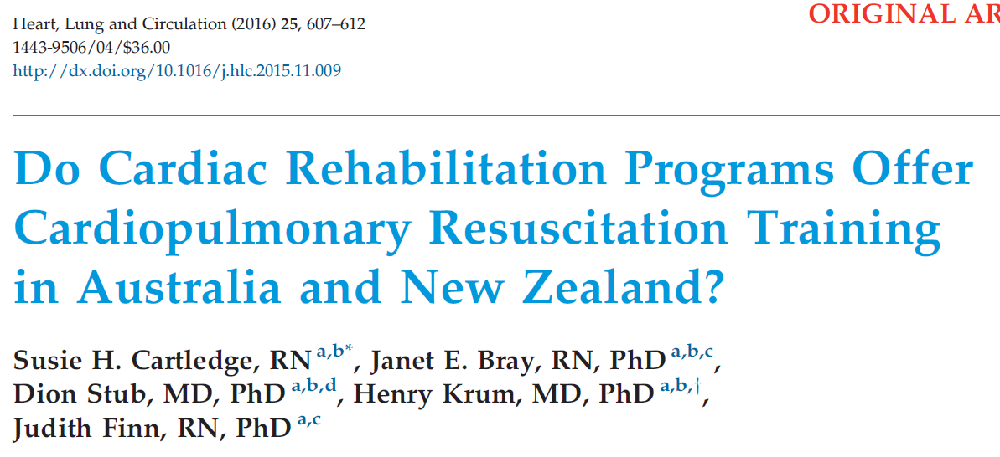 Heart, Lung and Circulation (2016) 25, 607–612
1443-9506/04/$36.00
http://dx.doi.org/10.1016/j.hlc.2015.11.009
ORIGINAL AR
Do Cardiac Rehabilitation Programs Offer
Cardiopulmonary Resuscitation Training
in Australia and New Zealand?
Susie H. Cartledge, RN a,b*, Janet E. Bray, RN, PhD a,b,c,
Dion Stub, MD, PhD a,b,d, Henry Krum, MD, PhD a,b,†,
Judith Finn, RN, PhD a,c